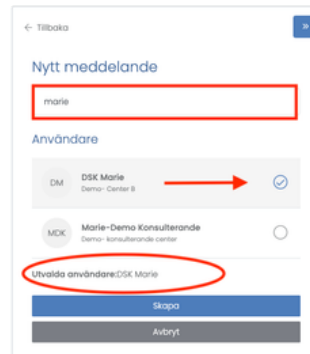 ← Tillbaka
»
Nytt meddelande
marie
Användare
DM
DSK Marie
Demo- Center B
MDK
Marie-Demo Konsulterande
Demo- konsulterande center
Utvalda användare:DSK Marie
Skapa
Avbryt